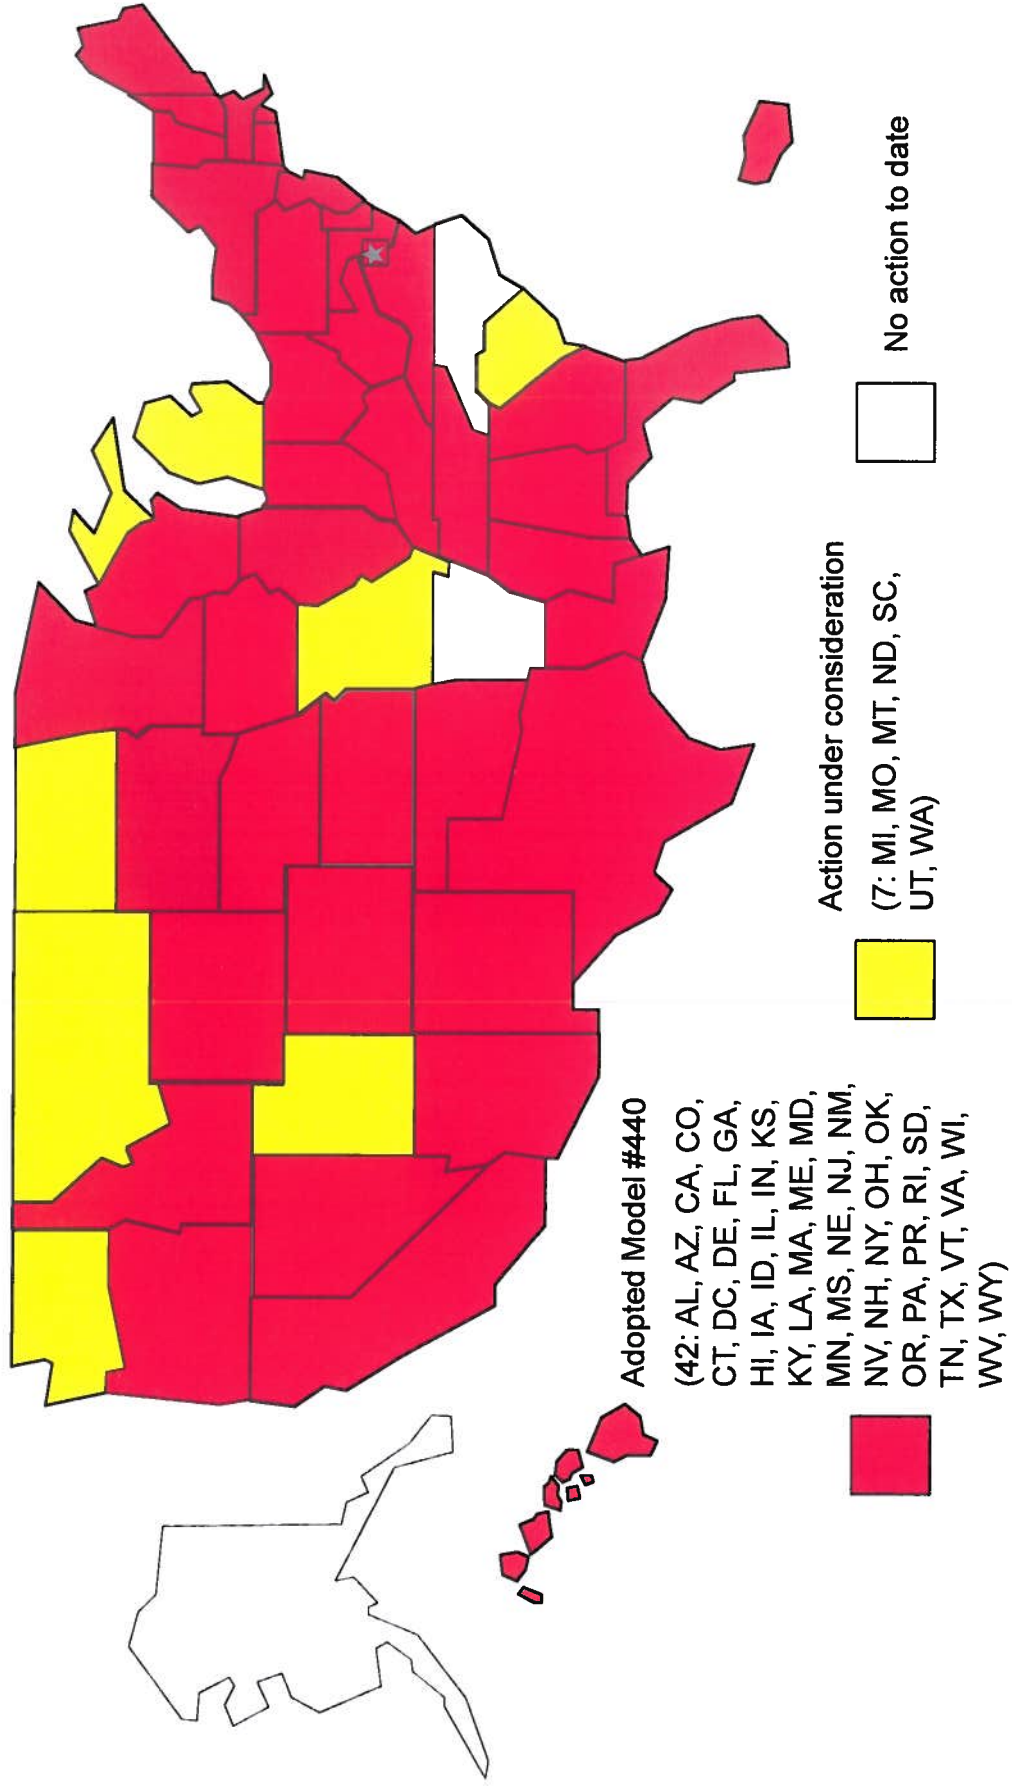 Adopted Model #440
(42: AL, AZ, CA, CO,
CT, DC, DE, FL, GA,
HI, IA, ID, IL, IN, KS,
KY, LA, MA, ME, MD,
MN, MS, NE, NJ, NM,
NV, NH, NY, OH, OK,
OR, PA, PR, RI, SD,
TN, TX, VT, VA, WI,
WV, WY)
Action under consideration
(7: MI, MO, MT, ND, SC,
UT, WA)
No action to date